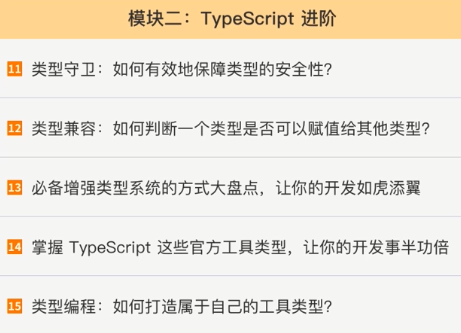 模块二：TypeScript 进阶
11 类型守卫：如何有效地保障类型的安全性？
12 类型兼容：如何判断一个类型是否可以赋值给其他类型？
13 必备增强类型系统的方式大盘点，让你的开发如虎添翼
14 掌握 TypeScript 这些官方工具类型，让你的开发事半功倍
15 类型编程：如何打造属于自己的工具类型？